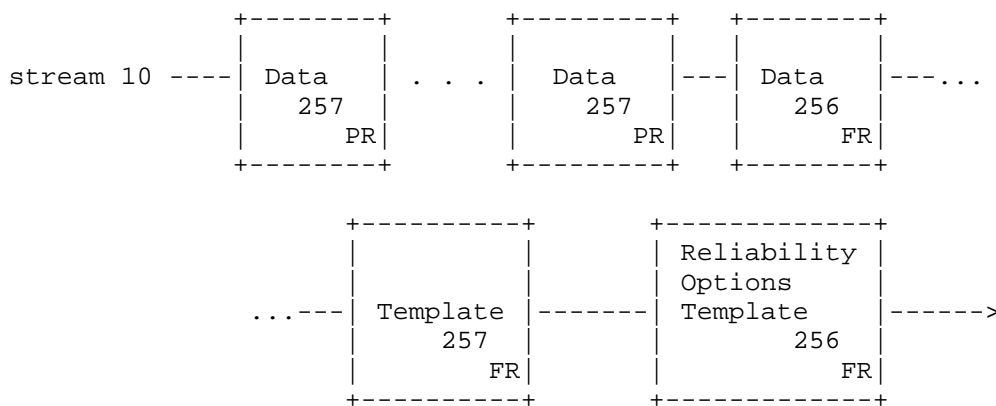 +--------+ +---------+ +--------+
| | | | | |
| | | | | |
stream 10 ----| Data | . . . | Data |---| Data |---...
| 257 | | 257 | | 256 |
| PR| | PR| | FR|
+--------+ +---------+ +--------+
+----------+ +-------------+
| | | Reliability |
| | | Options |
...---| Template |-------| Template |------>
| 257 | | 256 |
| FR| | FR|
+----------+ +-------------+